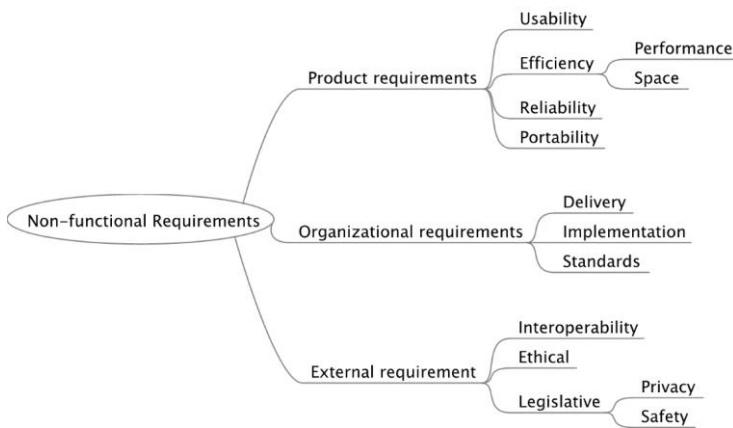 Usability
Performance
Efficiency
Product requirements
Space
Reliability
Portability
Delivery
Non-functional Requirements
Organizational requirements
Implementation
Standards
Interoperability
Ethical
External requirement
Privacy
Legislative
Safety